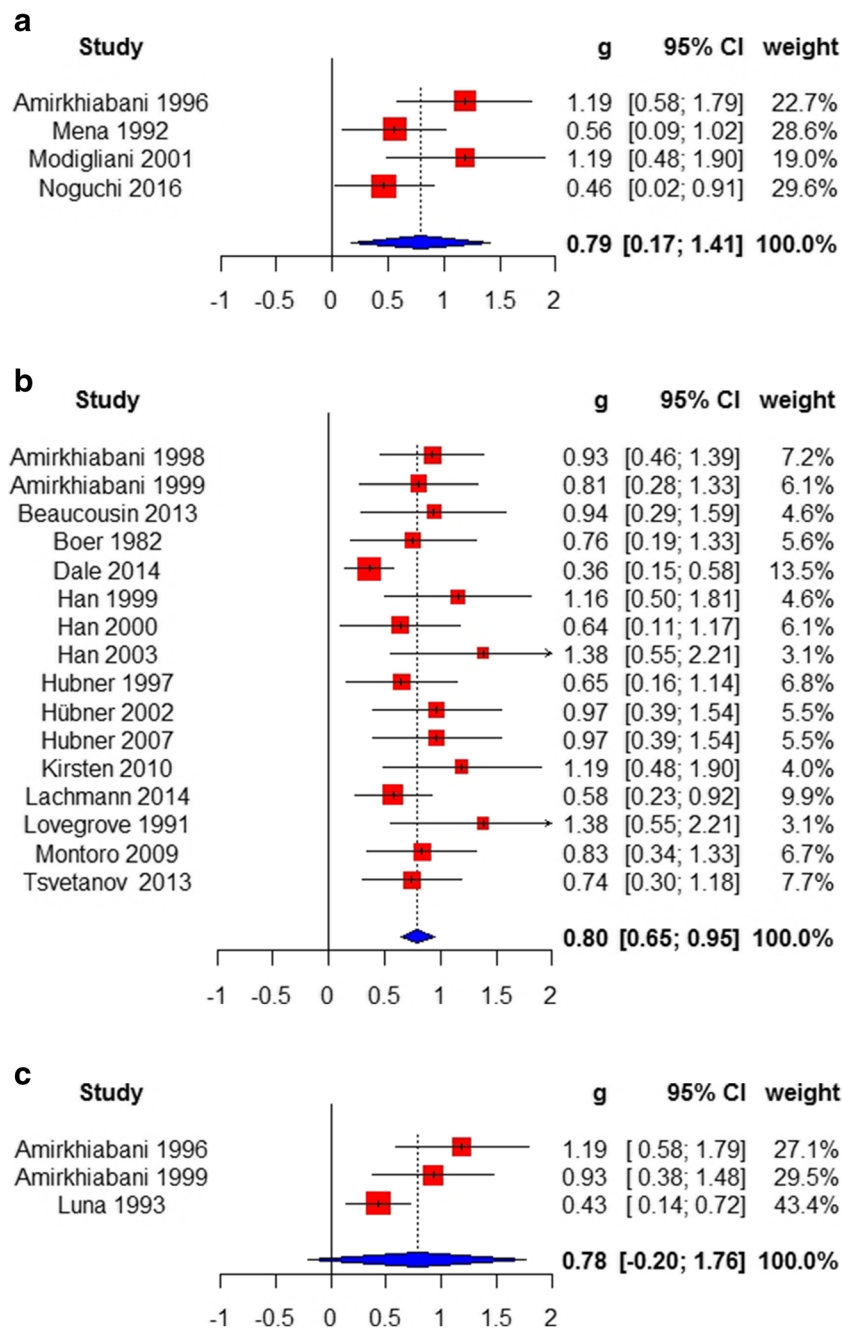 a
Study g 95% CI weight
Amirkhiabani 1996 1.19 [0.58; 1.79] 22.7%
Mena 1992 0.56 [0.09; 1.02] 28.6%
Modigliani 2001 1.19 [0.48; 1.90] 19.0%
Noguchi 2016 0.46 [0.02; 0.91] 29.6%
0.79 [0.17; 1.41] 100.0%
-1 -0.5 0 0.5 1 1.5 2
b
Study g 95% CI weight
Amirkhiabani 1998 0.93 [0.46; 1.39] 7.2%
Amirkhiabani 1999 0.81 [0.28; 1.33] 6.1%
Beaucousin 2013 0.94 [0.29; 1.59] 4.6%
Boer 1982 0.76 [0.19; 1.33] 5.6%
Dale 2014 0.36 [0.15; 0.58] 13.5%
Han 1999 1.16 [0.50; 1.81] 4.6%
Han 2000 0.64 [0.11; 1.17] 6.1%
Han 2003 1.38 [0.55; 2.21] 3.1%
Hubner 1997 0.65 [0.16; 1.14] 6.8%
Hübner 2002 0.97 [0.39; 1.54] 5.5%
Hubner 2007 0.97 [0.39; 1.54] 5.5%
Kirsten 2010 1.19 [0.48; 1.90] 4.0%
Lachmann 2014 0.58 [0.23; 0.92] 9.9%
Lovegrove 1991 1.38 [0.55; 2.21] 3.1%
Montoro 2009 0.83 [0.34; 1.33] 6.7%
Tsvetanov 2013 0.74 [0.30; 1.18] 7.7%
0.80 [0.65; 0.95] 100.0%
-1 -0.5 0 0.5 1 1.5 2
c
Study g 95% CI weight
Amirkhiabani 1996 1.19 [ 0.58; 1.79] 27.1%
Amirkhiabani 1999 0.93 [ 0.38; 1.48] 29.5%
Luna 1993 0.43 [ 0.14; 0.72] 43.4%
0.78 [-0.20; 1.76] 100.0%
-1 -0.5 0 0.5 1 1.5 2